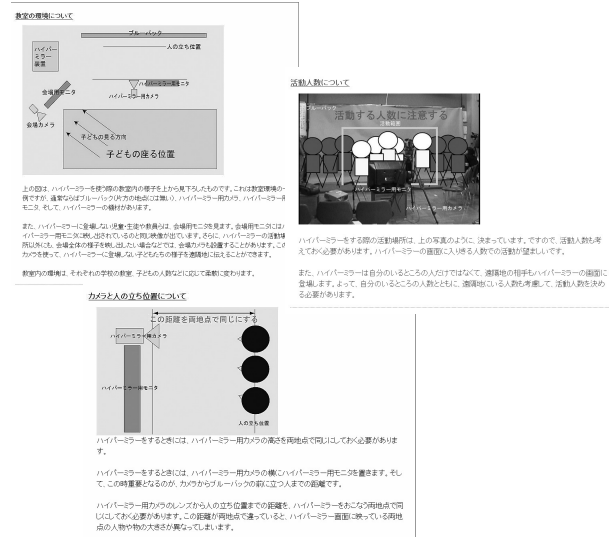 教室の環境について
ブルーバック
人の立ち位置
ハイパー
ミラー
装置
ハイパーミラー用モニタ
ハイパーミラー用カメラ
会場用モニタ
会場カメラ
子どもの見る方向
子どもの座る位置
上の図は、ハイパーミラーを使う際の教室内の様子を上から見下ろしたものです。これは教室環境の一
例ですが、通常ならばブルーバック(片方の地点には無い)、ハイパーミラー用カメラ、ハイパーミラー用
モニタ、そして、ハイパーミラーの機材があります。
また、ハイパーミラーに登場しない児童・生徒や教員らは、会場用モニタを見ます。会場用モニタには
イパーミラー用モニタに映し出されているのと同じ映像が出ています。さらに、ハイパーミラーの活動場
所以外にも、会場全体の様子を映し出したい場合などでは、会場カメラも設置することがあります。この
カメラを使って、ハイパーミラーに登場しない子どもたちの様子を遠隔地に伝えることができます。
教室内の環境は、それぞれの学校の教室、子どもの人数などに応じて柔軟に変わります。
活動人数について
ブルーバック
活動する人数に注意する
活動範囲
ハイパーミラー用モニタ
ハイパーミラー用カメラ
ハイパーミラーをする際の活動場所は、上の写真のように、決まっています。ですので、活動人数も考
えておく必要があります。ハイパーミラーの画面に入りきる人数での活動が望ましいです。
また、ハイパーミラーは自分のいるところの人だけではなくて、遠隔地の相手もハイパーミラーの画面に
登場します。よって、自分のいるところの人数とともに、遠隔地にいる人数も考慮して、活動人数を決め
る必要があります。
カメラと人の立ち位置について
この距離を両地点で同じにする
ハイパーミラー用カメラ
ハイパーミラー用モニタ
人の立ち位置
ハイパーミラーをするときには、ハイパーミラー用カメラの高さを両地点で同じにしておく必要がありま
す。
ハイパーミラーをするときには、ハイパーミラー用カメラの横にハイパーミラー用モニタを置きます。そし
て、この時重要となるのが、カメラからブルーバックの前に立つ人までの距離です。
ハイパーミラー用カメラのレンズから人の立ち位置までの距離を、ハイパーミラーをおこなう両地点で同
じにしておく必要があります。この距離が両地点で違っていると、ハイパーミラー画面に映っている両地
点の人物や物の大きさが異なってしまいます。